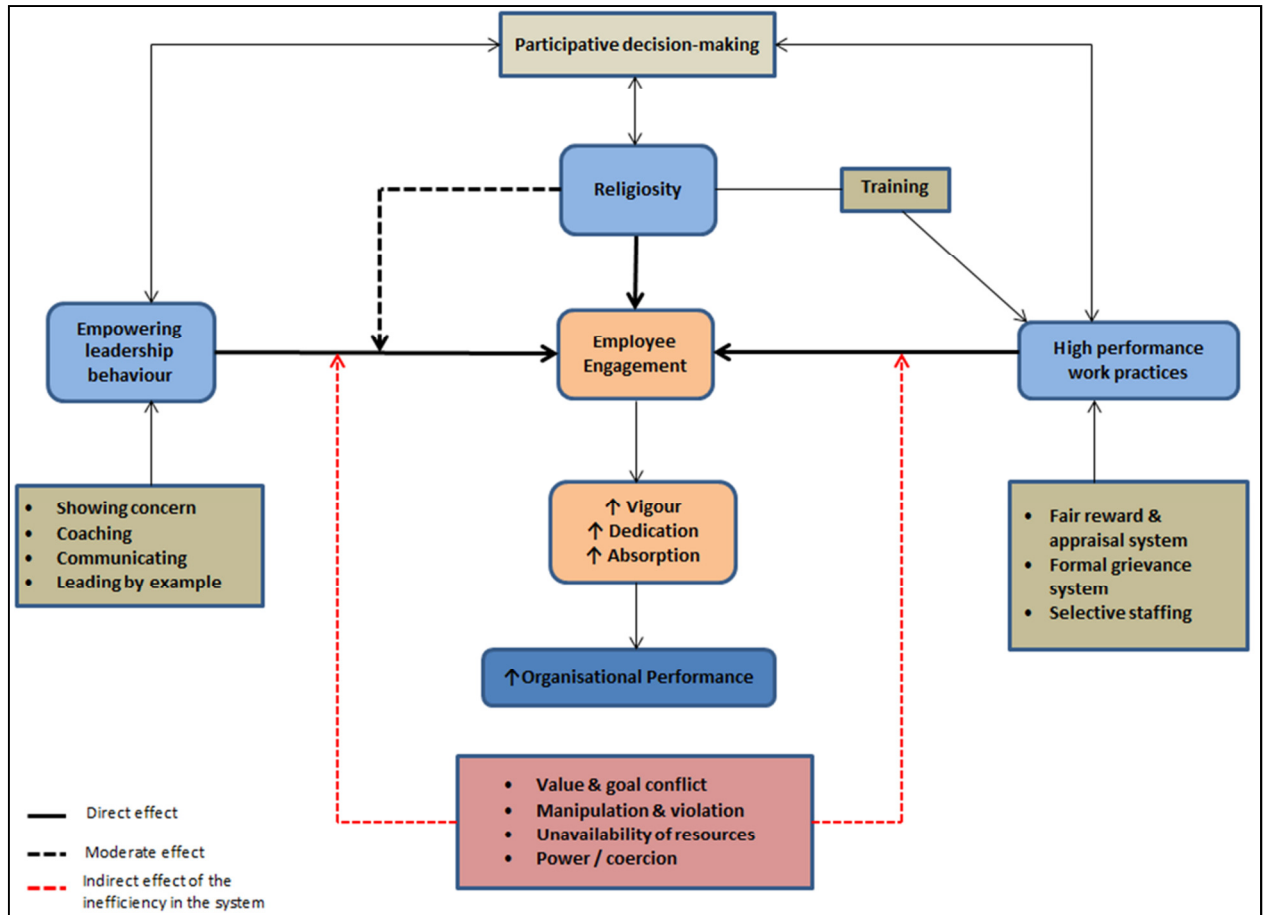 Participative decision-making
Religiosity
Training
Empowering
leadership
behaviour
Employee
Engagement
High performance
work practices
• Showing concern
• Coaching
• Communicating
• Leading by example
↑ Vigour
↑ Dedication
↑ Absorption
• Fair reward &
appraisal system
• Formal grievance
system
• Selective staffing
↑Organisational Performance
• Value & goal conflict
• Manipulation & violation
• Unavailability of resources
• Power / coercion
Direct effect
Moderate effect
Indirect effect of the
inefficiency in the system